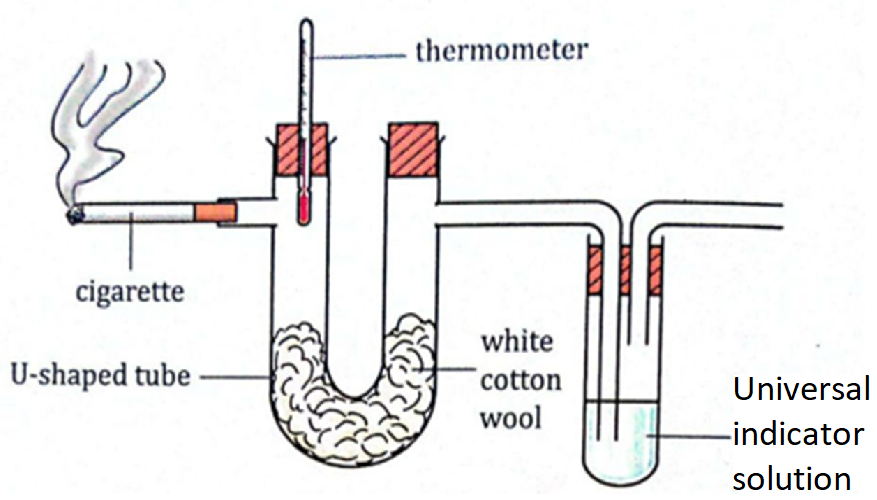 thermometer
cigarette
U-shaped tube
white
cotton
wool
Universal
indicator
solution